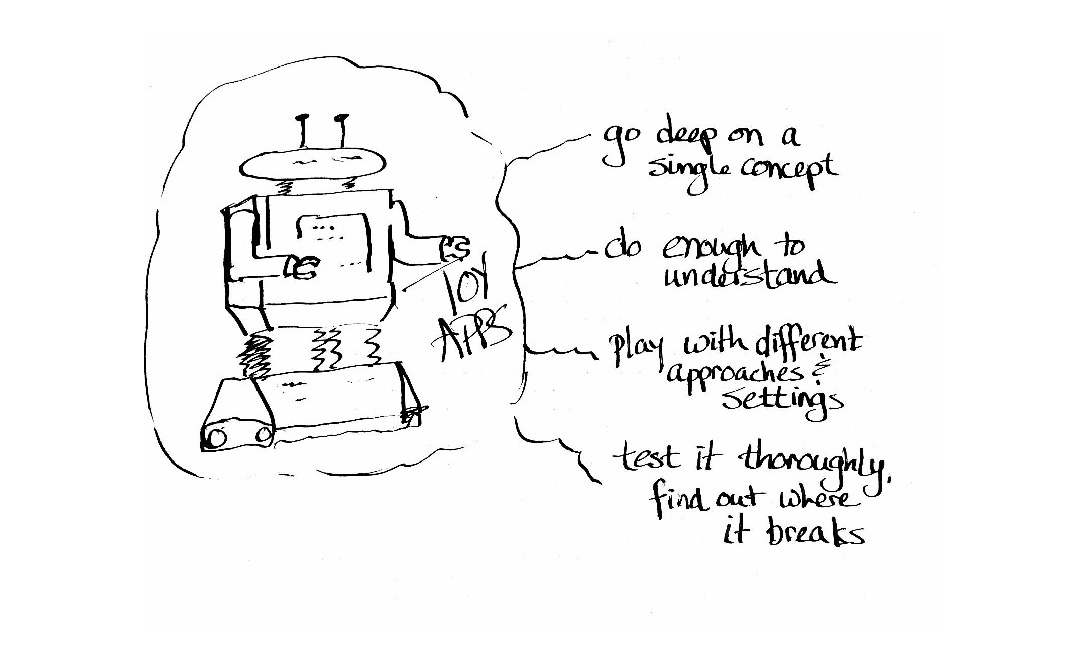 TOY
APPS
go deep on a
single concept
do enough to
understand
play with different
approaches &
settings
test it thoroughly,
find out where
it breaks